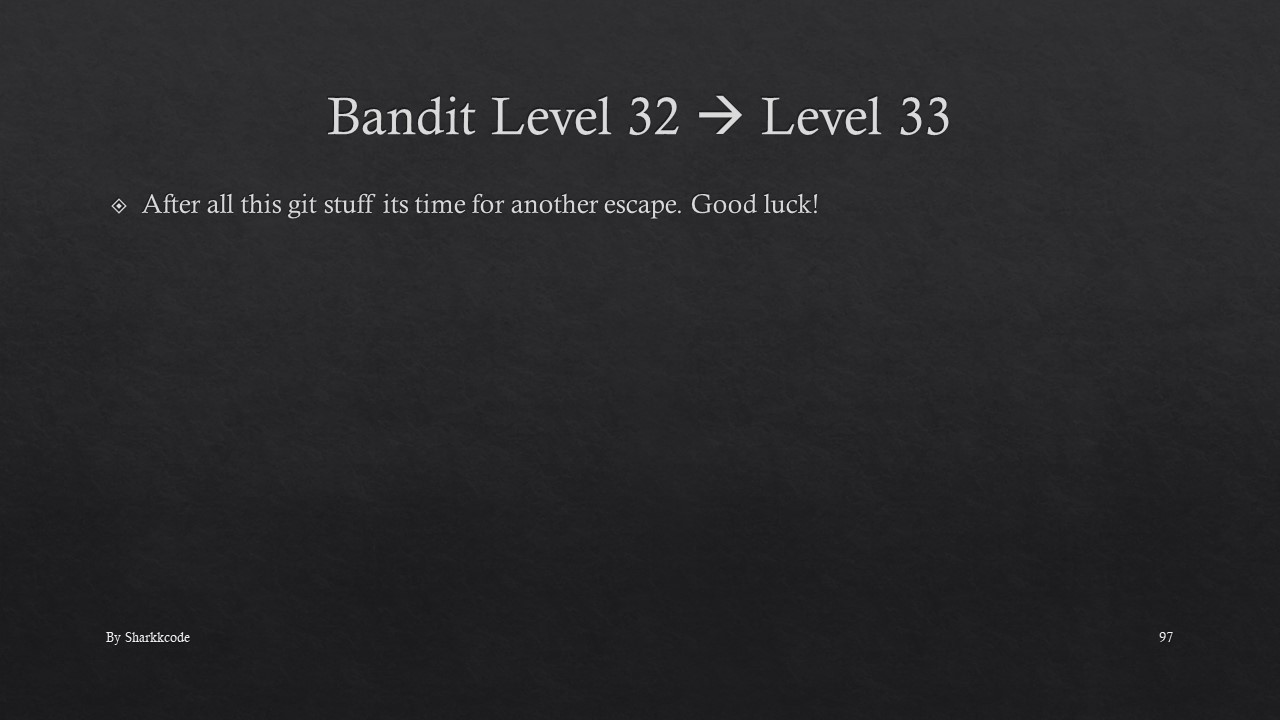 Bandit Level 32 → Level 33
After all this git stuff its time for another escape. Good luck!
By Sharkkcode
97